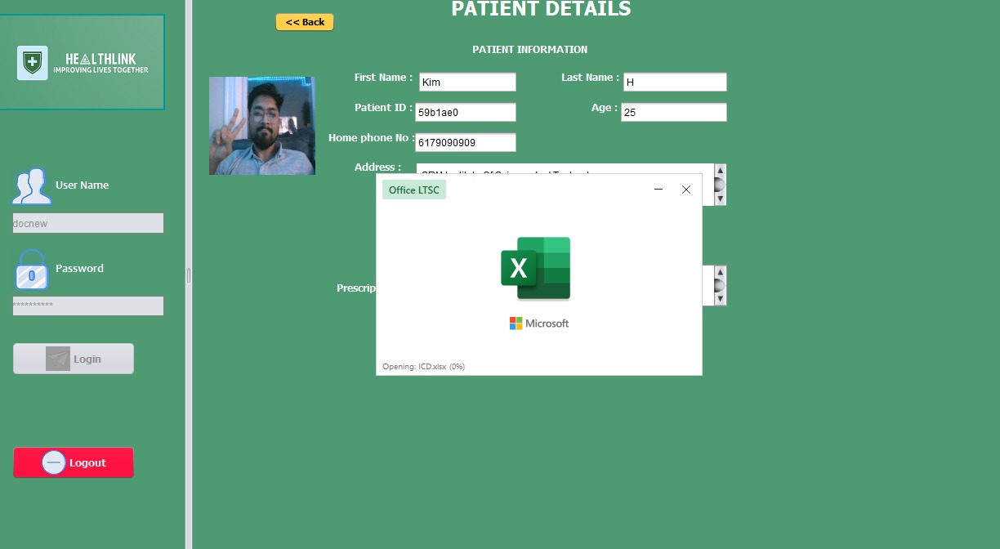 PATIENT DETAILS
<< Back
HEALTHLINK
IMPROVING LIVES TOGETHER
PATIENT INFORMATION
First Name : Kim
Last Name : H
Patient ID : 59b1ae0
Age : 25
Home phone No : 6179090909
Address :
User Name
docnew
Password
**********
Login
Logout
Prescrip
Office LTSC
X
Microsoft
Opening: ICD.xlsx (0%)